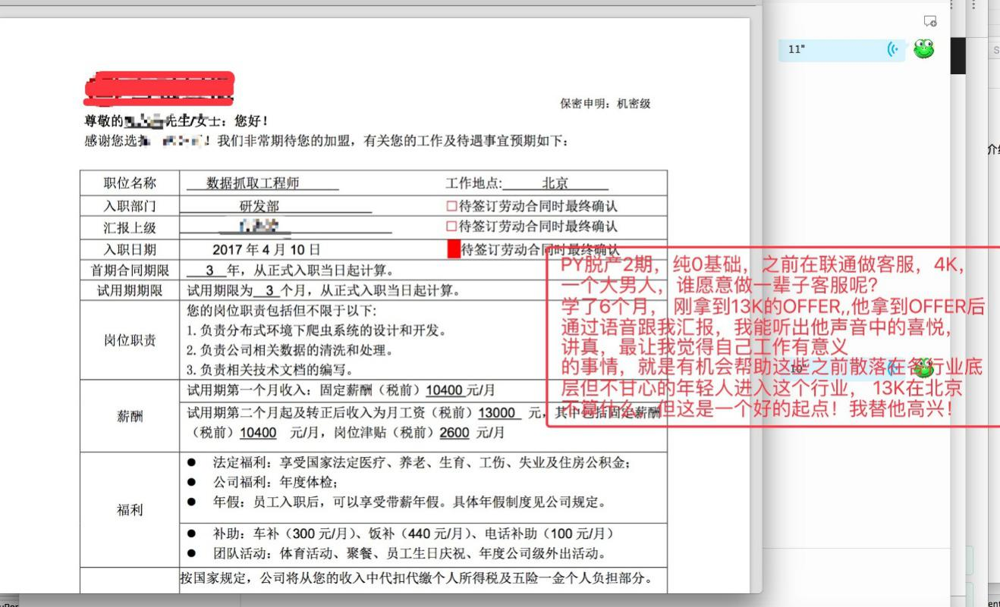 11"
S
保密申明：机密级
尊敬的 先生/女士：您好！
感谢您选择 ！我们非常期待您的加盟，有关您的工作及待遇事宜预期如下：
职位名称 数据抓取工程师 工作地点: 北京
介绍
入职部门 研发部 □待签订劳动合同时最终确认
汇报上级 □待签订劳动合同时最终确认
入职日期 2017 年 4 月 10 日 待签订劳动合同时最终确认
首期合同期限 3 年，从正式入职当日起计算。
试用期期限 试用期限为 3 个月，从正式入职当日起计算。
岗位职责
您的岗位职责包括但不限于以下:
1. 负责分布式环境下爬虫系统的设计和开发。
2. 负责公司相关数据的清洗和处理。
3. 负责相关技术文档的编写。
薪酬
试用期第一个月收入：固定薪酬（税前）10400 元/月
试用期第二个月起及转正后收入为月工资（税前）13000 元，其中包括固定薪酬
（税前）10400 元/月，岗位津贴（税前）2600 元/月
福利
● 法定福利：享受国家法定医疗、养老、生育、工伤、失业及住房公积金；
● 公司福利：年度体检；
● 年假：员工入职后，可以享受带薪年假。具体年假制度见公司规定。
● 补助：车补（300 元/月）、饭补（440 元/月）、电话补助（100 元/月）
● 团队活动：体育活动、聚餐、员工生日庆祝、年度公司级外出活动。
按国家规定，公司将从您的收入中代扣代缴个人所得税及五险一金个人负担部分。
PY脱产2期，纯0基础，之前在联通做客服，4K，
一个大男人，谁愿意做一辈子客服呢？
学了6个月， 刚拿到13K的OFFER,,他拿到OFFER后
通过语音跟我汇报，我能听出他声音中的喜悦，
讲真，最让我觉得自己工作有意义
的事情，就是有机会帮助这些之前散落在各行业底
层但不甘心的年轻人进入这个行业， 13K在北京
不算什么，但这是一个好的起点！我替他高兴！
10"